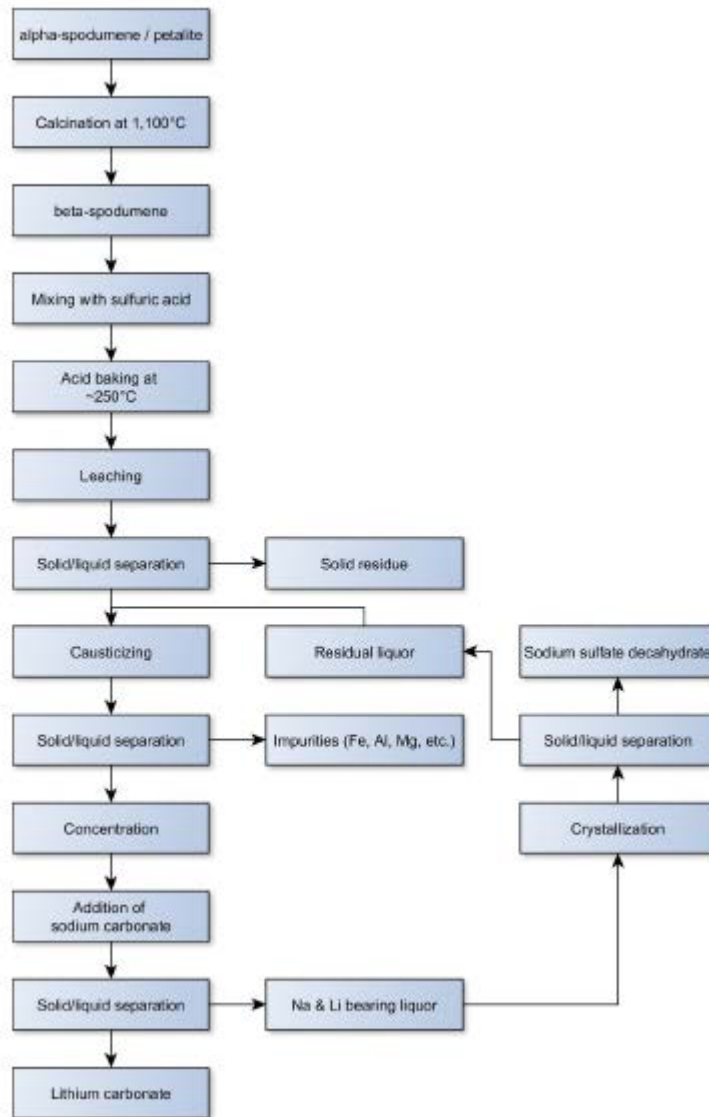 alpha-spodumene / petalite
Calcination at 1,100°C
beta-spodumene
Mixing with sulfuric acid
Acid baking at
~250°C
Leaching
Solid/liquid separation
Solid residue
Causticizing
Residual liquor
Sodium sulfate decahydrate
Solid/liquid separation
Impurities (Fe, Al, Mg, etc.)
Solid/liquid separation
Concentration
Crystallization
Addition of
sodium carbonate
Solid/liquid separation
Na & Li bearing liquor
Lithium carbonate